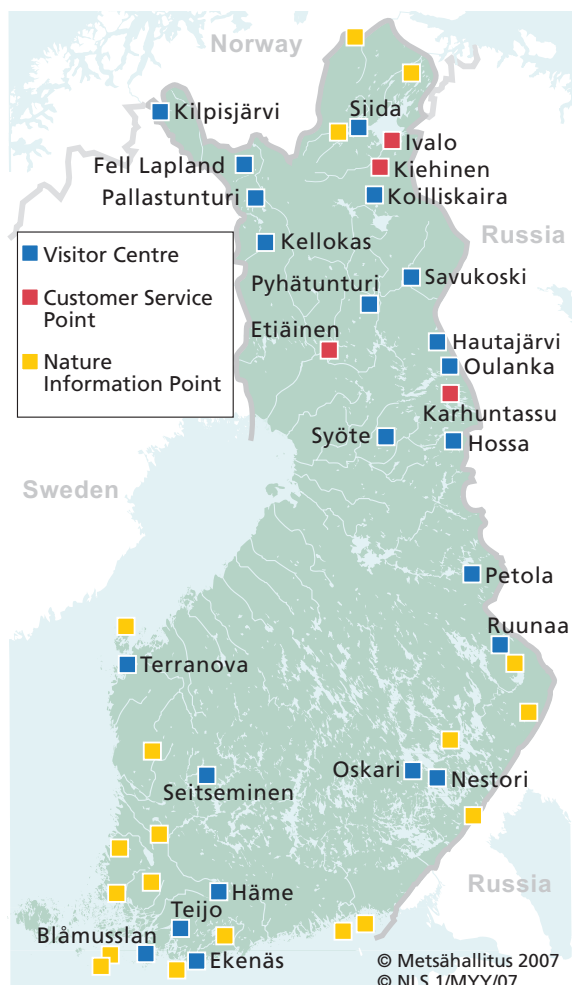 Norway
Kilpisjärvi
Siida
Ivalo
Fell Lapland
Kiehinen
Pallastunturi
Koilliskaira
Kellokas
Russia
Visitor Centre
Customer Service
Point
Nature
Information Point
Pyhätunturi
Savukoski
Etiäinen
Hautajärvi
Oulanka
Karhuntassu
Syöte
Hossa
Sweden
Petola
Ruunaa
Terranova
Oskari
Nestori
Seitseminen
Häme
Russia
Teijo
Blåmusslan
Ekenäs
© Metsähallitus 2007
© NLS 1/MYY/07